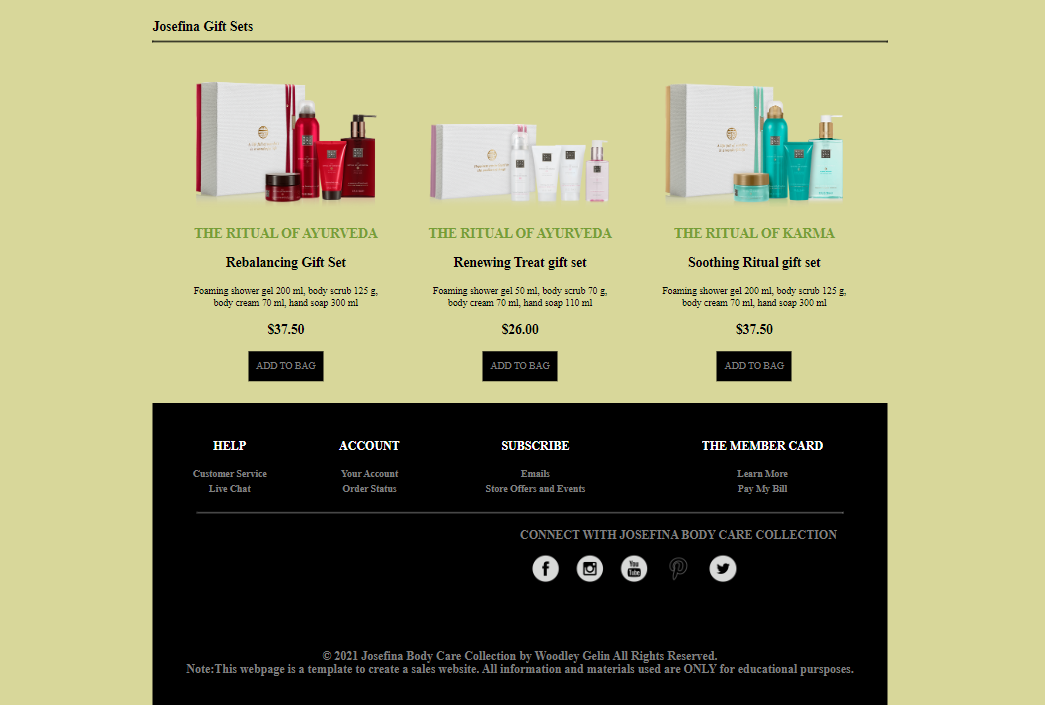 Josefina Gift Sets
THE RITUAL OF AYURVEDA
Rebalancing Gift Set
Foaming shower gel 200 ml, body scrub 125 g,
body cream 70 ml, hand soap 300 ml
$37.50
ADD TO BAG
THE RITUAL OF AYURVEDA
Renewing Treat gift set
Foaming shower gel 50 ml, body scrub 70 g,
body cream 70 ml, hand soap 110 ml
$26.00
ADD TO BAG
THE RITUAL OF KARMA
Soothing Ritual gift set
Foaming shower gel 200 ml, body scrub 125 g,
body cream 70 ml, hand soap 300 ml
$37.50
ADD TO BAG
HELP
Customer Service
Live Chat
ACCOUNT
Your Account
Order Status
SUBSCRIBE
Emails
Store Offers and Events
THE MEMBER CARD
Learn More
Pay My Bill
CONNECT WITH JOSEFINA BODY CARE COLLECTION
You
Tube
© 2021 Josefina Body Care Collection by Woodley Gelin All Rights Reserved.
Note:This webpage is a template to create a sales website. All information and materials used are ONLY for educational pursposes.